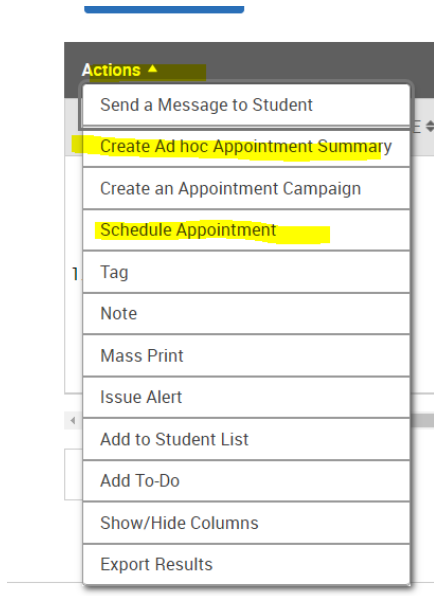 Actions
Send a Message to Student
E
Create Ad hoc Appointment Summary
Create an Appointment Campaign
Schedule Appointment
1
Tag
Note
Mass Print
Issue Alert
Add to Student List
Add To-Do
Show/Hide Columns
Export Results